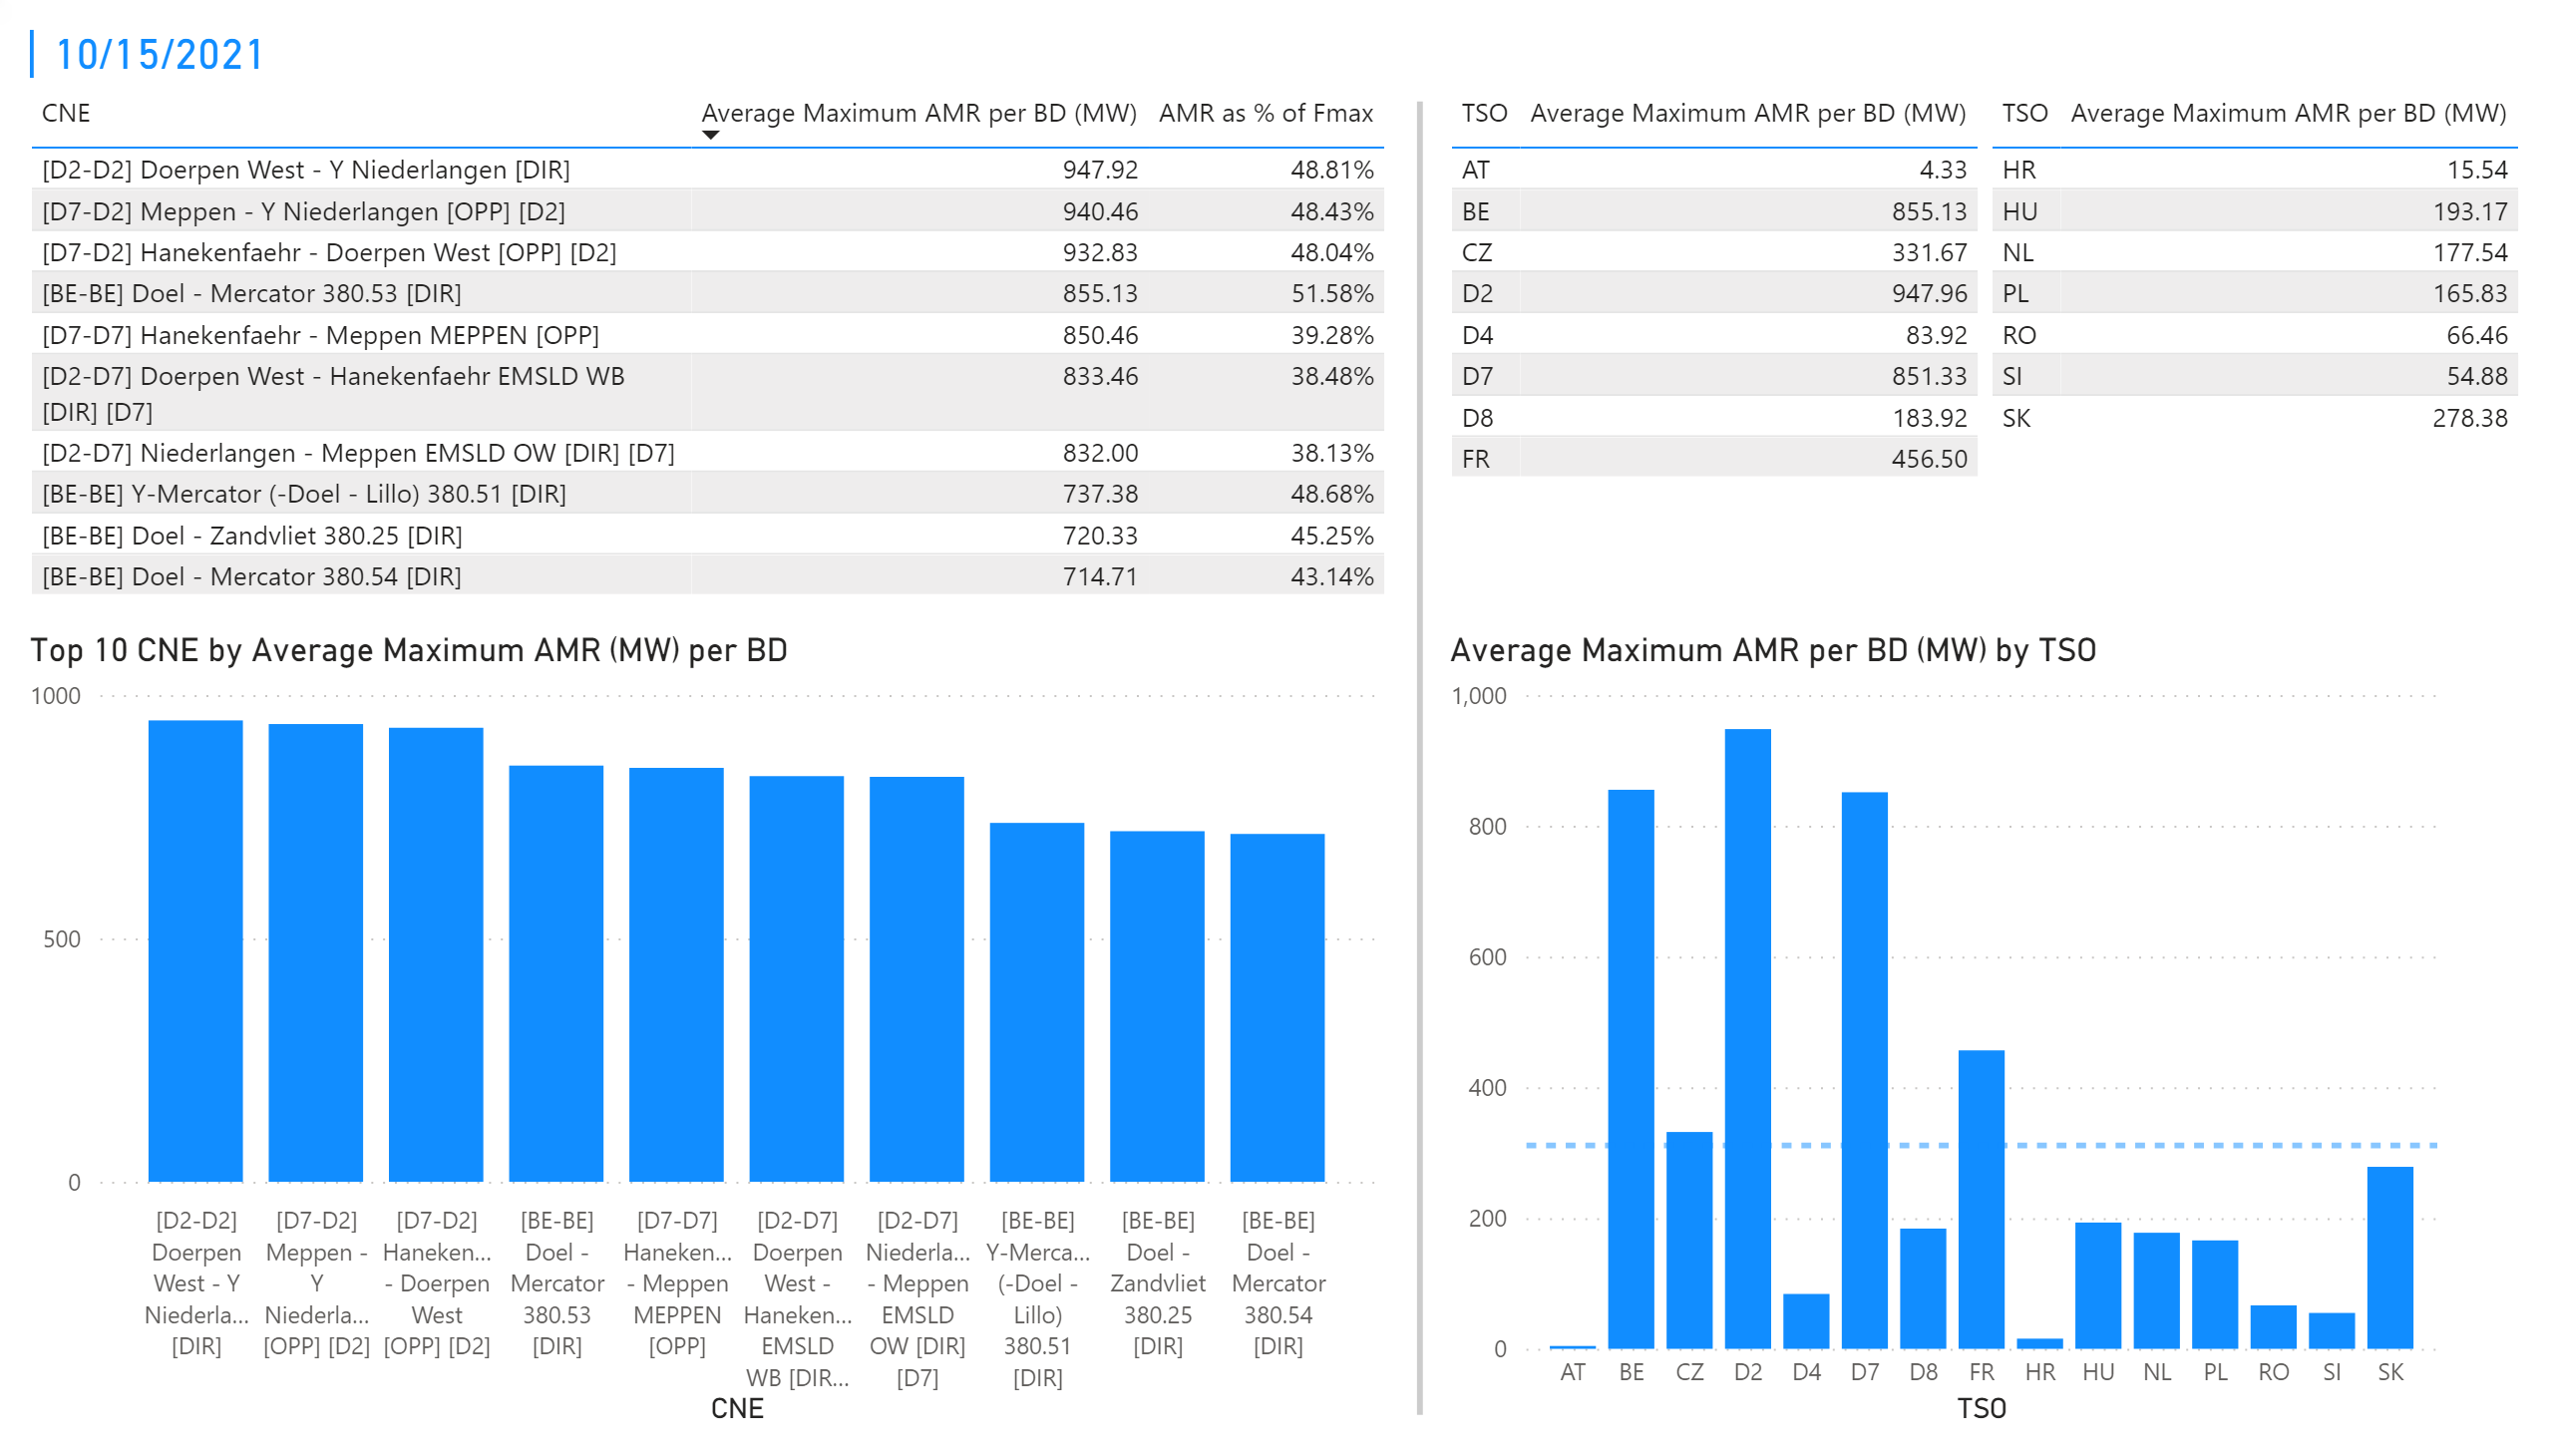 10/15/2021
CNE Average Maximum AMR per BD (MW) AMR as % of Fmax
[D2-D2] Doerpen West - Y Niederlangen [DIR] 947.92 48.81%
[D7-D2] Meppen - Y Niederlangen [OPP] [D2] 940.46 48.43%
[D7-D2] Hanekenfaehr - Doerpen West [OPP] [D2] 932.83 48.04%
[BE-BE] Doel - Mercator 380.53 [DIR] 855.13 51.58%
[D7-D7] Hanekenfaehr - Meppen MEPPEN [OPP] 850.46 39.28%
[D2-D7] Doerpen West - Hanekenfaehr EMSLD WB 833.46 38.48%
[DIR] [D7]
[D2-D7] Niederlangen - Meppen EMSLD OW [DIR] [D7] 832.00 38.13%
[BE-BE] Y-Mercator (-Doel - Lillo) 380.51 [DIR] 737.38 48.68%
[BE-BE] Doel - Zandvliet 380.25 [DIR] 720.33 45.25%
[BE-BE] Doel - Mercator 380.54 [DIR] 714.71 43.14%
TSO Average Maximum AMR per BD (MW)
AT 4.33
BE 855.13
CZ 331.67
D2 947.96
D4 83.92
D7 851.33
D8 183.92
FR 456.50
TSO Average Maximum AMR per BD (MW)
HR 15.54
HU 193.17
NL 177.54
PL 165.83
RO 66.46
SI 54.88
SK 278.38
Top 10 CNE by Average Maximum AMR (MW) per BD
1000
500
0
[D2-D2]
Doerpen
West - Y
Niederla...
[DIR]
[D7-D2]
Meppen -
Y
Niederla...
[OPP] [D2]
[D7-D2]
Haneken...
- Doerpen
West
[OPP] [D2]
[BE-BE]
Doel -
Mercator
380.53
[DIR]
[D7-D7]
Haneken...
- Meppen
MEPPEN
[OPP]
[D2-D7]
Doerpen
West -
Haneken...
EMSLD
WB [DIR...
[D2-D7]
Niederla...
- Meppen
EMSLD
OW [DIR]
[D7]
[BE-BE]
Y-Merca...
(-Doel -
Lillo)
380.51
[DIR]
[BE-BE]
Doel -
Zandvliet
380.25
[DIR]
[BE-BE]
Doel -
Mercator
380.54
[DIR]
CNE
Average Maximum AMR per BD (MW) by TSO
1,000
800
600
400
200
0
AT BE CZ D2 D4 D7 D8 FR HR HU NL PL RO SI SK
TSO